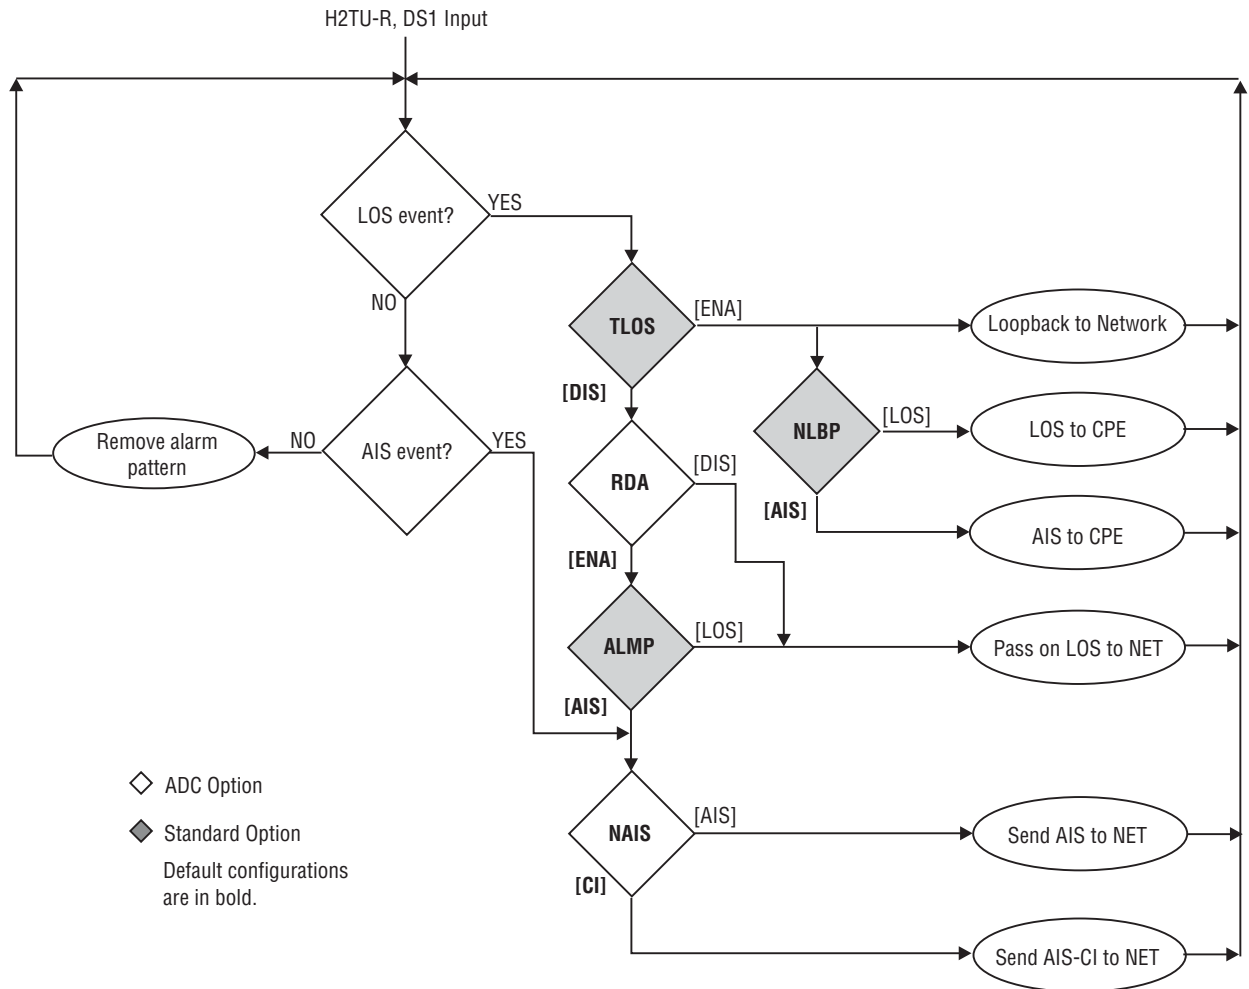 H2TU-R, DS1 Input
LOS event?
YES
NO
TLOS
[ENA]
[DIS]
Loopback to Network
NLBP
[LOS]
LOS to CPE
[AIS]
AIS to CPE
AIS event?
NO
YES
Remove alarm
pattern
RDA
[DIS]
[ENA]
ALMP
[LOS]
Pass on LOS to NET
[AIS]
NAIS
[AIS]
Send AIS to NET
[CI]
Send AIS-CI to NET
ADC Option
Standard Option
Default configurations
are in bold.